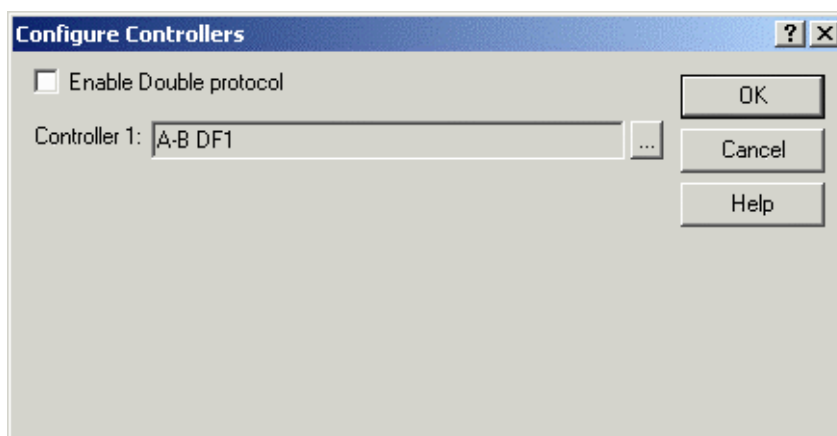 Configure Controllers
Enable Double protocol
OK
Controller 1: A-B DF1 ...
Cancel
Help